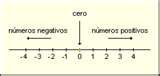 cero
números negativos números positivos
-4 -3 -2 -1 0 1 2 3 4